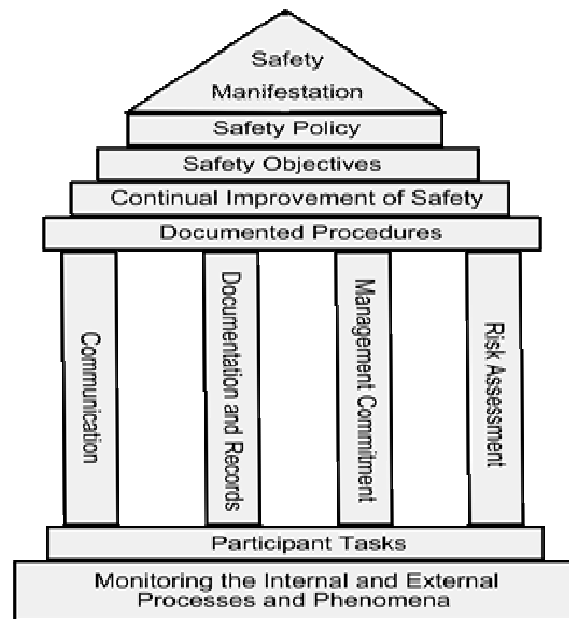 Safety
Manifestation
Safety Policy
Safety Objectives
Continual Improvement of Safety
Documented Procedures
Communication
Documentation and Records
Management Commitment
Risk Assessment
Participant Tasks
Monitoring the Internal and External
Processes and Phenomena